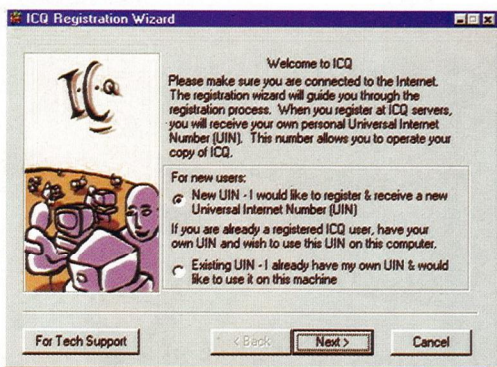 ICQ Registration Wizard
I.C.Q
Welcome to ICQ
Please make sure you are connected to the Internet.
The registration wizard will guide you through the
registration process. When you register at ICQ servers,
you will receive your own personal Universal Internet
Number (UIN). This number allows you to operate your
copy of ICQ.
For new users:
New UIN - I would like to register & receive a new
Universal Internet Number (UIN)
If you are already a registered ICQ user, have your
own UIN and wish to use this UIN on this computer.
Existing UIN - I already have my own UIN & would
like to use it on this machine
For Tech Support
< Back
Next >
Cancel